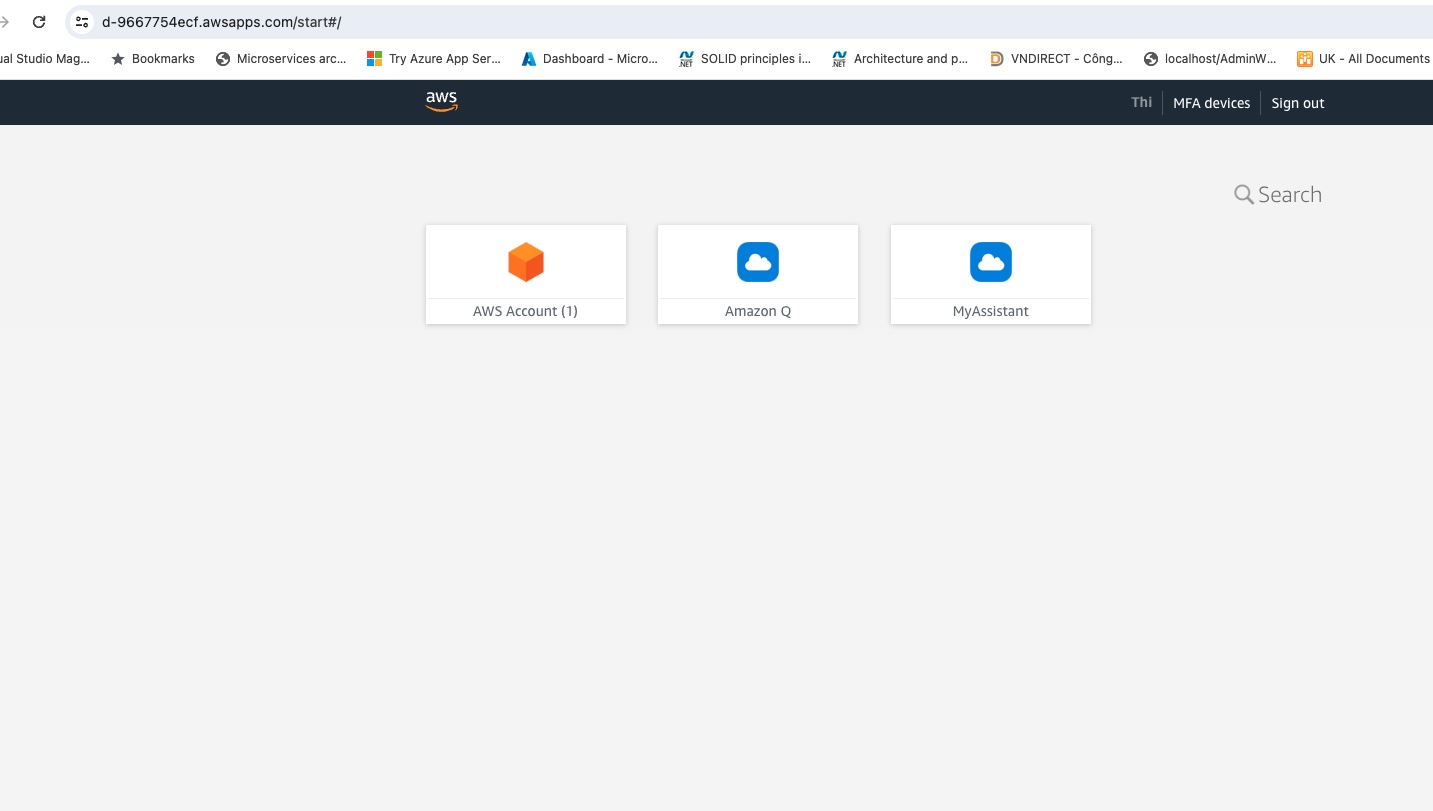 d-9667754ecf.awsapps.com/start#/
ual Studio Mag... Bookmarks Microservices arc... Try Azure App Ser... Dashboard - Micro... .NET SOLID principles i... .NET Architecture and p... VNDIRECT - Công... localhost/AdminW... UK - All Documents
aws Thi MFA devices Sign out
Search
AWS Account (1) Amazon Q MyAssistant